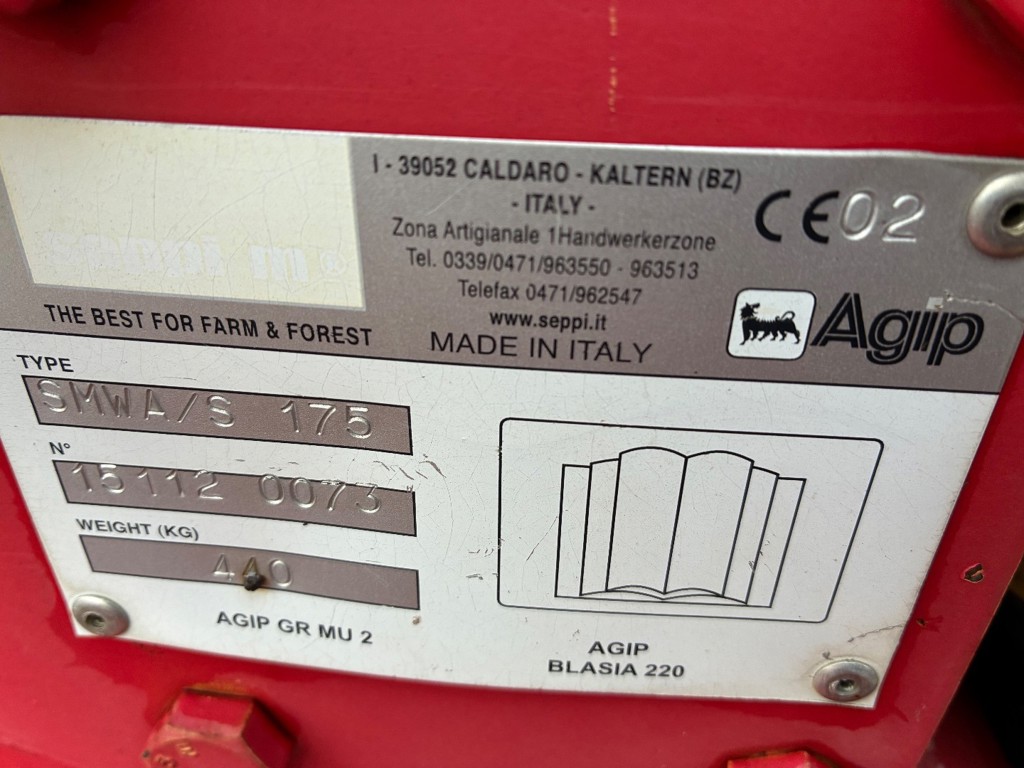 I - 39052 CALDARO - KALTERN (BZ)
- ITALY -
Zona Artigianale 1Handwerkerzone
Tel. 0339/0471/963550 - 963513
Telefax 0471/962547
www.seppi.it
MADE IN ITALY
CE 02
Agip
THE BEST FOR FARM & FOREST
TYPE
SMWA/S 175
N°
15112 0073
WEIGHT (KG)
440
AGIP GR MU 2
AGIP
BLASIA 220